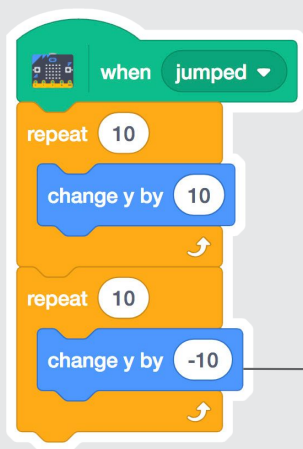 when jumped
repeat 10
change y by 10
repeat 10
change y by -10